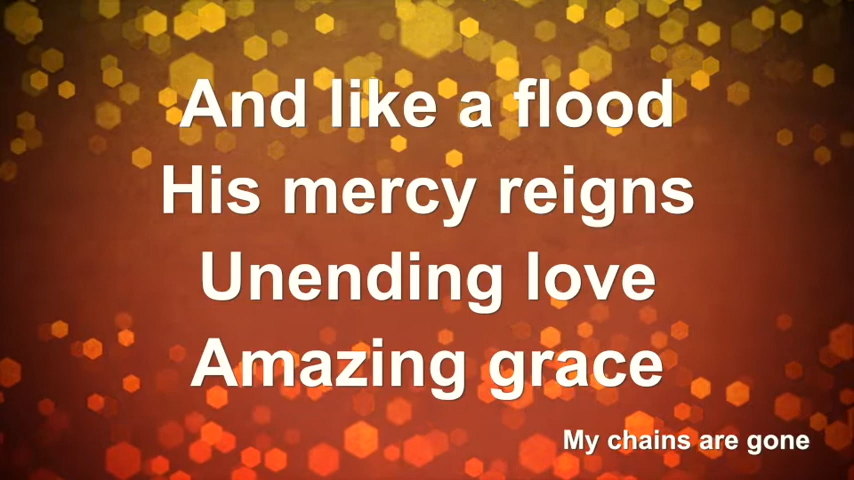 And like a flood
His mercy reigns
Unending love
Amazing grace
My chains are gone